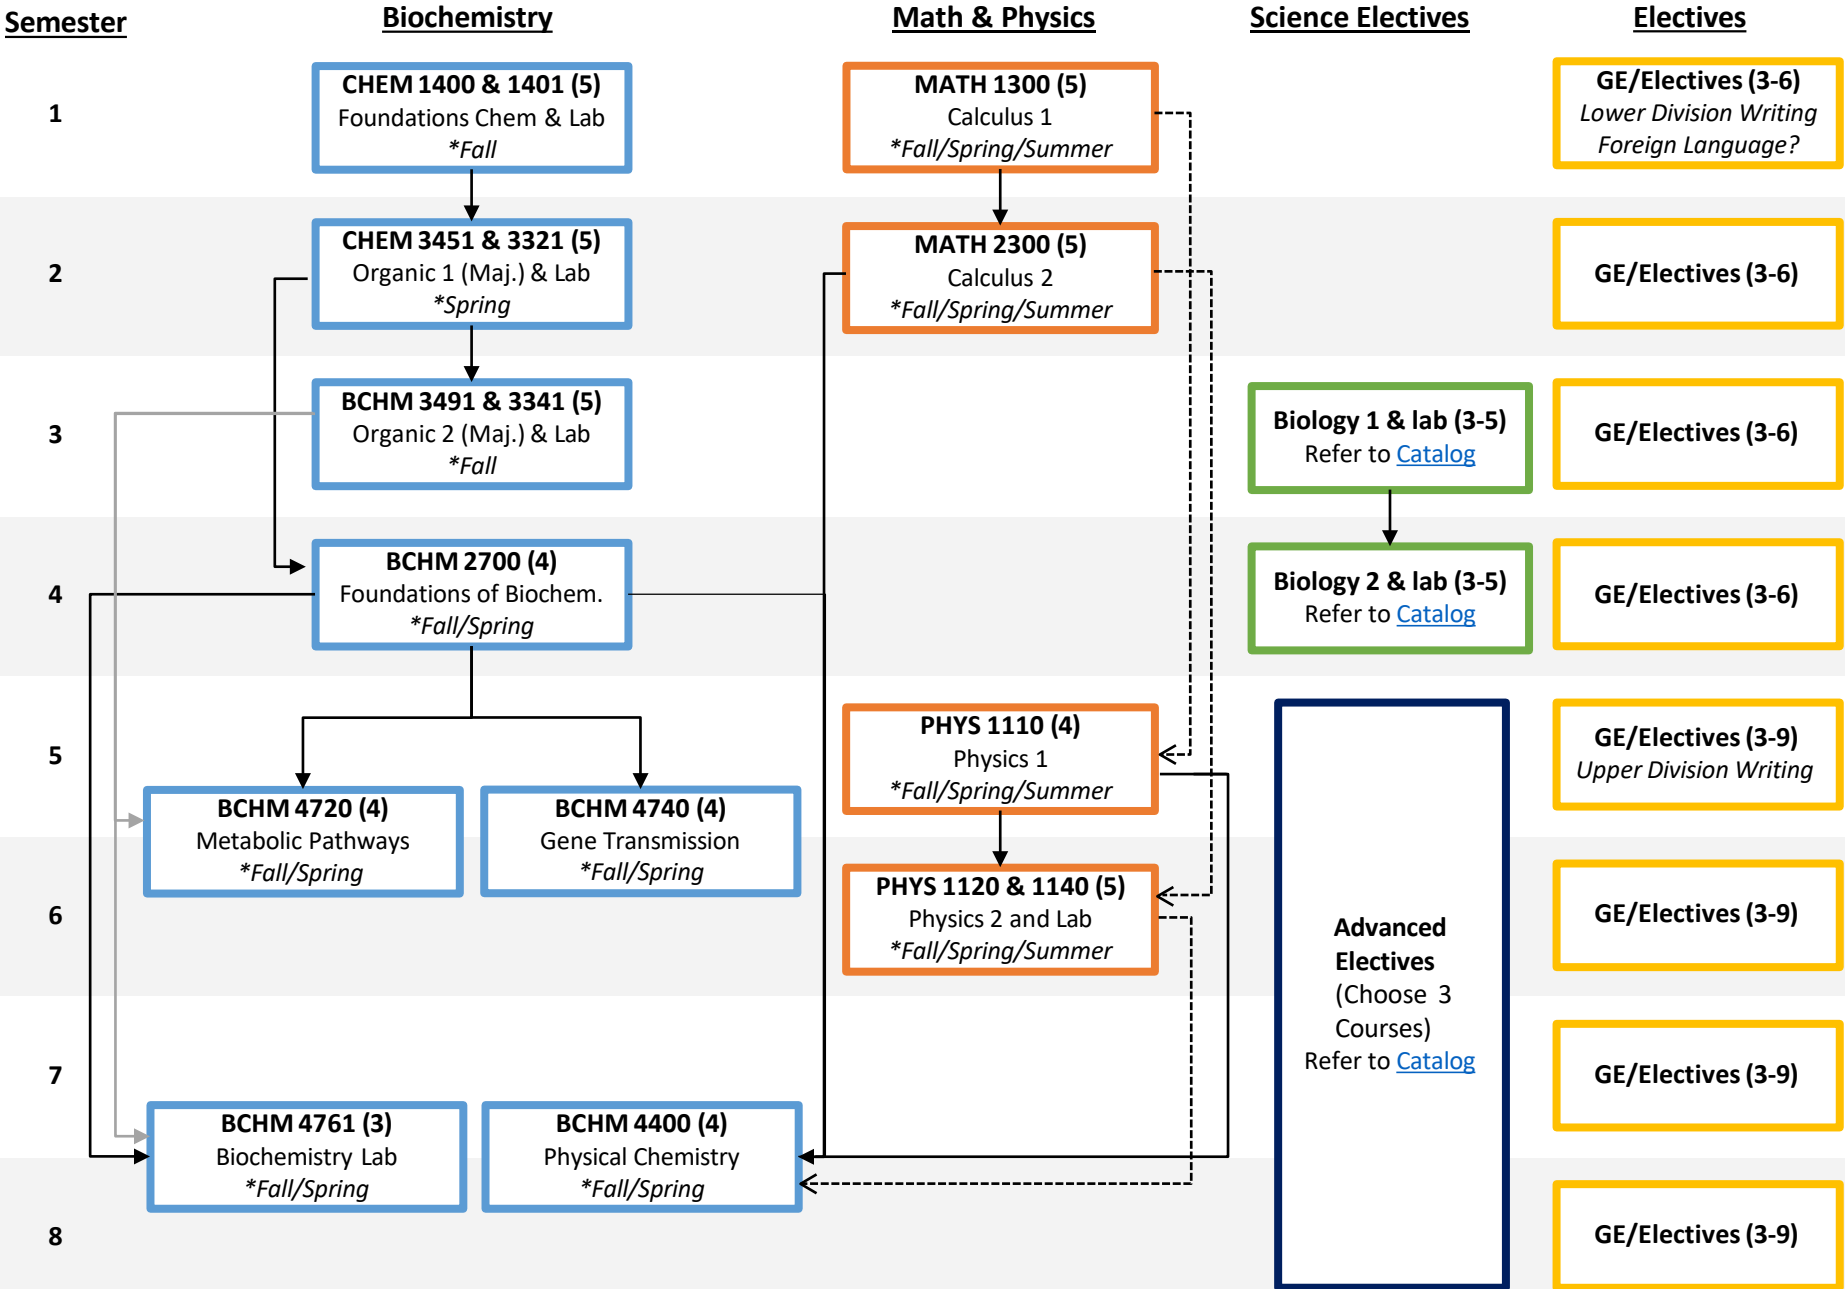 Semester
Biochemistry
Math & Physics
Science Electives
Electives
1
CHEM 1400 & 1401 (5)
Foundations Chem & Lab
*Fall
MATH 1300 (5)
Calculus 1
*Fall/Spring/Summer
GE/Electives (3-6)
Lower Division Writing
Foreign Language?
2
CHEM 3451 & 3321 (5)
Organic 1 (Maj.) & Lab
*Spring
MATH 2300 (5)
Calculus 2
*Fall/Spring/Summer
GE/Electives (3-6)
3
BCHM 3491 & 3341 (5)
Organic 2 (Maj.) & Lab
*Fall
Biology 1 & lab (3-5)
Refer to Catalog
GE/Electives (3-6)
4
BCHM 2700 (4)
Foundations of Biochem.
*Fall/Spring
Biology 2 & lab (3-5)
Refer to Catalog
GE/Electives (3-6)
5
PHYS 1110 (4)
Physics 1
*Fall/Spring/Summer
GE/Electives (3-9)
Upper Division Writing
BCHM 4720 (4)
Metabolic Pathways
*Fall/Spring
BCHM 4740 (4)
Gene Transmission
*Fall/Spring
6
PHYS 1120 & 1140 (5)
Physics 2 and Lab
*Fall/Spring/Summer
Advanced
Electives
(Choose 3
Courses)
Refer to Catalog
GE/Electives (3-9)
7
GE/Electives (3-9)
BCHM 4761 (3)
Biochemistry Lab
*Fall/Spring
BCHM 4400 (4)
Physical Chemistry
*Fall/Spring
8
GE/Electives (3-9)